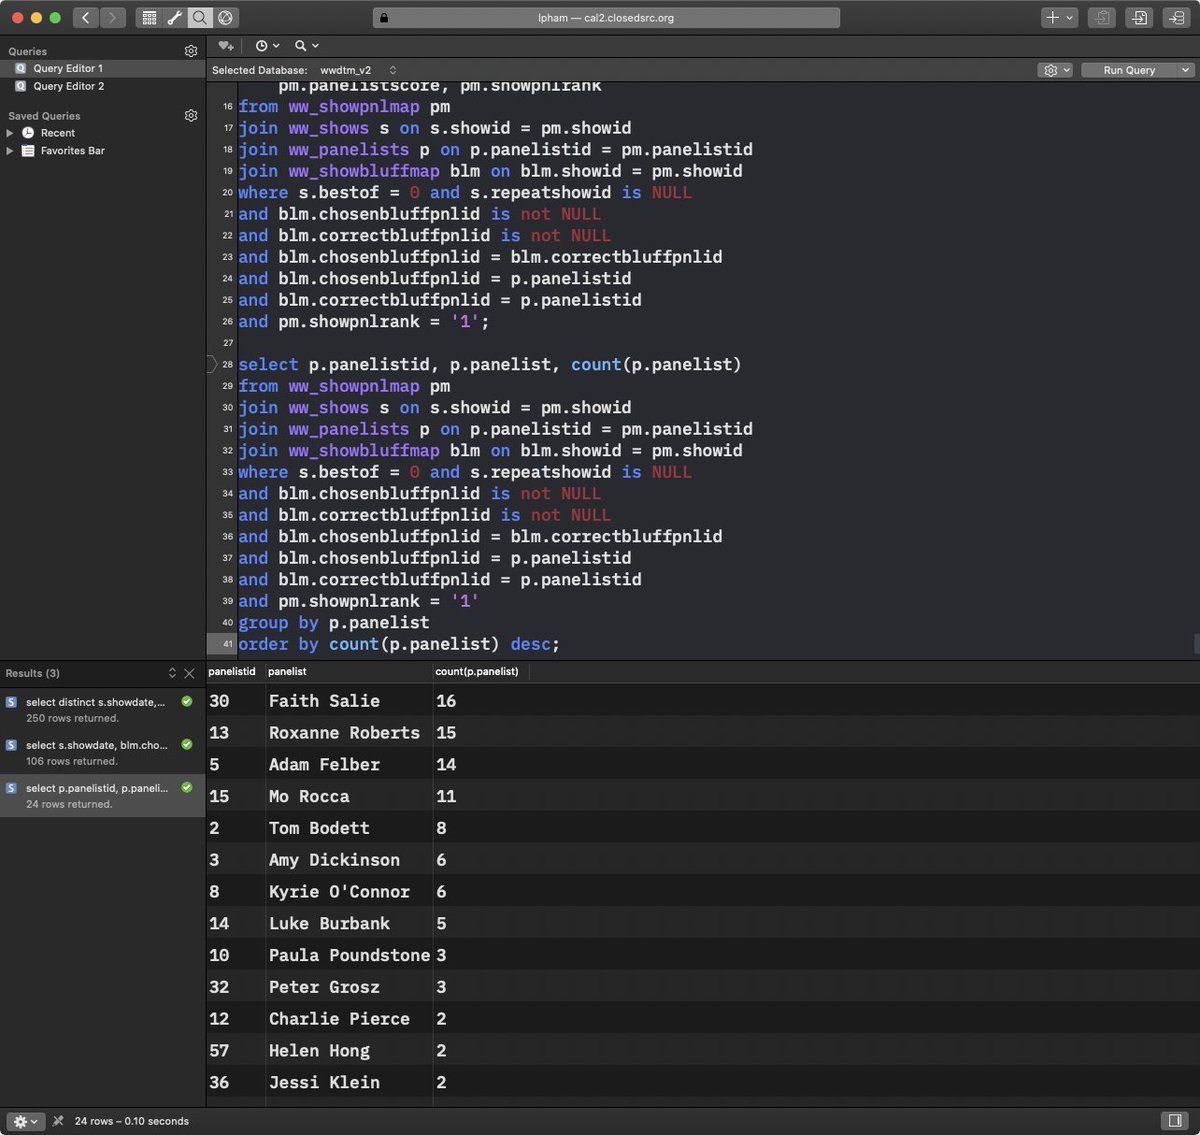 lpham — cal2.closedsrc.org
Queries
Query Editor 1
Query Editor 2
Saved Queries
Recent
Favorites Bar
Selected Database: wwdtm_v2
Run Query
pm.panelistscore, pm.showpnlrank
16 from ww_showpnlmap pm
17 join ww_shows s on s.showid = pm.showid
18 join ww_panelists p on p.panelistid = pm.panelistid
19 join ww_showbluffmap blm on blm.showid = pm.showid
20 where s.bestof = 0 and s.repeatshowid is NULL
21 and blm.chosenbluffpnlid is not NULL
22 and blm.correctbluffpnlid is not NULL
23 and blm.chosenbluffpnlid = blm.correctbluffpnlid
24 and blm.chosenbluffpnlid = p.panelistid
25 and blm.correctbluffpnlid = p.panelistid
26 and pm.showpnlrank = '1';
27
28 select p.panelistid, p.panelist, count(p.panelist)
29 from ww_showpnlmap pm
30 join ww_shows s on s.showid = pm.showid
31 join ww_panelists p on p.panelistid = pm.panelistid
32 join ww_showbluffmap blm on blm.showid = pm.showid
33 where s.bestof = 0 and s.repeatshowid is NULL
34 and blm.chosenbluffpnlid is not NULL
35 and blm.correctbluffpnlid is not NULL
36 and blm.chosenbluffpnlid = blm.correctbluffpnlid
37 and blm.chosenbluffpnlid = p.panelistid
38 and blm.correctbluffpnlid = p.panelistid
39 and pm.showpnlrank = '1'
40 group by p.panelist
41 order by count(p.panelist) desc;
Results (3)
S select distinct s.showdate,...
250 rows returned.
S select s.showdate, blm.cho...
106 rows returned.
S select p.panelistid, p.paneli...
24 rows returned.
panelistid panelist count(p.panelist)
30 Faith Salie 16
13 Roxanne Roberts 15
5 Adam Felber 14
15 Mo Rocca 11
2 Tom Bodett 8
3 Amy Dickinson 6
8 Kyrie O'Connor 6
14 Luke Burbank 5
10 Paula Poundstone 3
32 Peter Grosz 3
12 Charlie Pierce 2
57 Helen Hong 2
36 Jessi Klein 2
24 rows – 0.10 seconds